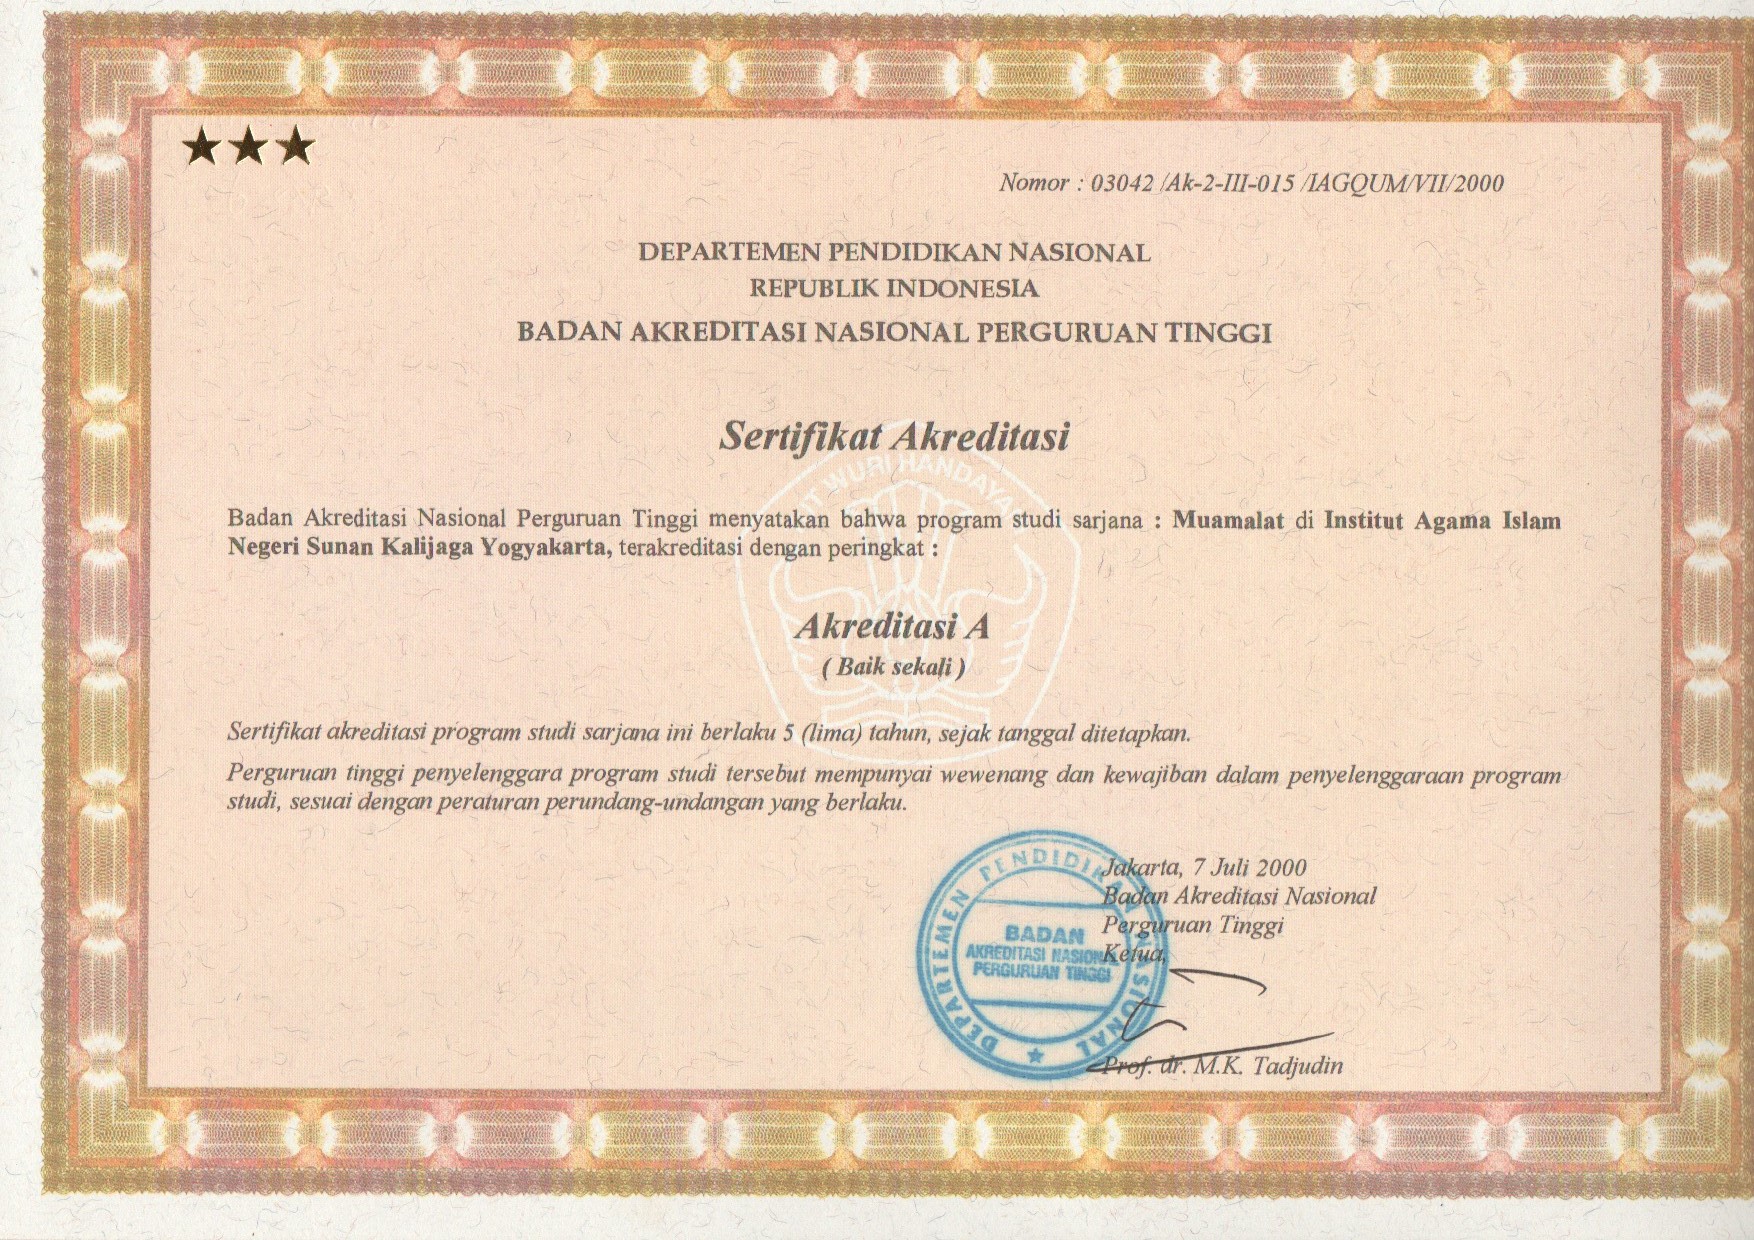 Nomor : 03042 /Ak-2-III-015 /IAGQUM/VII/2000
DEPARTEMEN PENDIDIKAN NASIONAL
REPUBLIK INDONESIA
BADAN AKREDITASI NASIONAL PERGURUAN TINGGI
Sertifikat Akreditasi
TUT WURI HANDAYANI
Badan Akreditasi Nasional Perguruan Tinggi menyatakan bahwa program studi sarjana : Muamalat di Institut Agama Islam
Negeri Sunan Kalijaga Yogyakarta, terakreditasi dengan peringkat :
Akreditasi A
( Baik sekali )
Sertifikat akreditasi program studi sarjana ini berlaku 5 (lima) tahun, sejak tanggal ditetapkan.
Perguruan tinggi penyelenggara program studi tersebut mempunyai wewenang dan kewajiban dalam penyelenggaraan program
studi, sesuai dengan peraturan perundang-undangan yang berlaku.
Jakarta, 7 Juli 2000
Badan Akreditasi Nasional
Perguruan Tinggi
Ketua,
DEPARTEMEN PENDIDIKAN NASIONAL
BADAN
AKREDITASI NASIONAL
PERGURUAN TINGGI
Prof. dr. M.K. Tadjudin